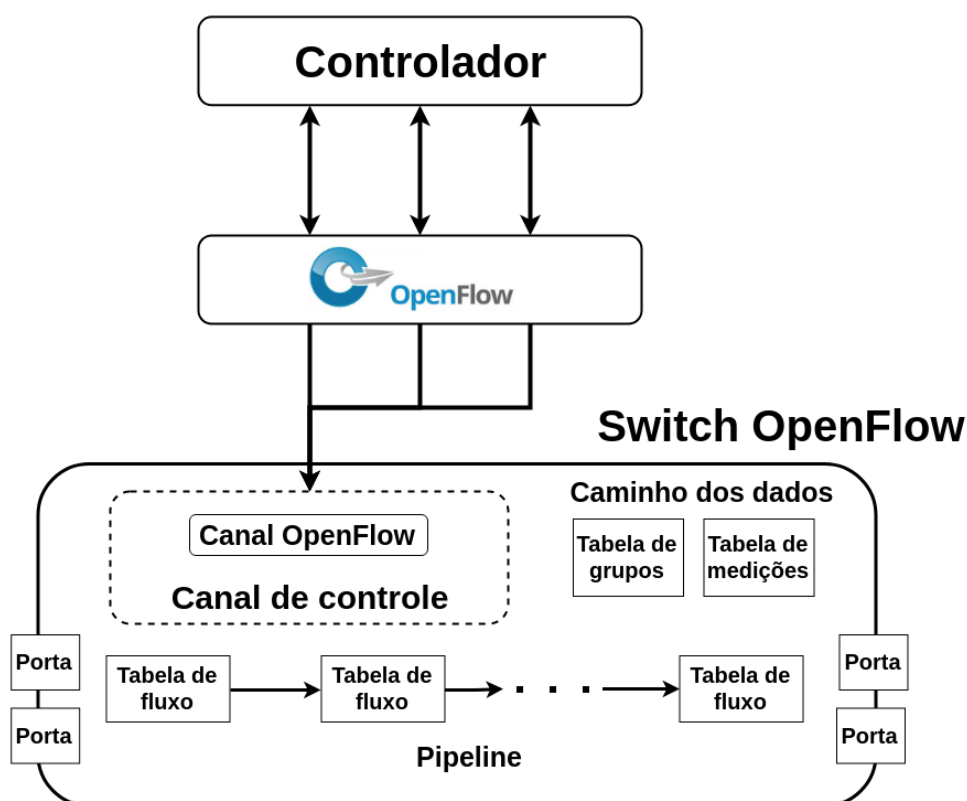 Controlador
OpenFlow
Switch OpenFlow
Caminho dos dados
Canal OpenFlow
Tabela de
grupos
Tabela de
medições
Canal de controle
Porta
Tabela de
fluxo
Tabela de
fluxo
Tabela de
fluxo
Porta
Porta
Porta
Pipeline